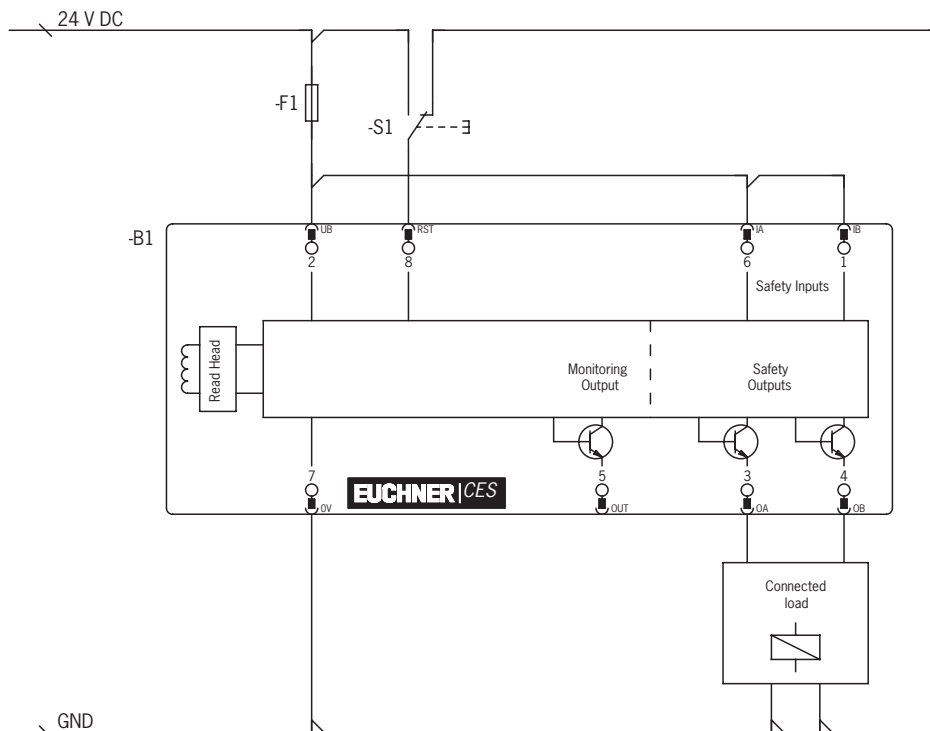 24 V DC
-F1
-S1
-B1
UB
RST
IA
IB
2
8
6
1
Safety Inputs
Read Head
Monitoring
Output
Safety
Outputs
7
5
3
4
EUCHNER|CES
0V
OUT
OA
OB
Connected
load
GND